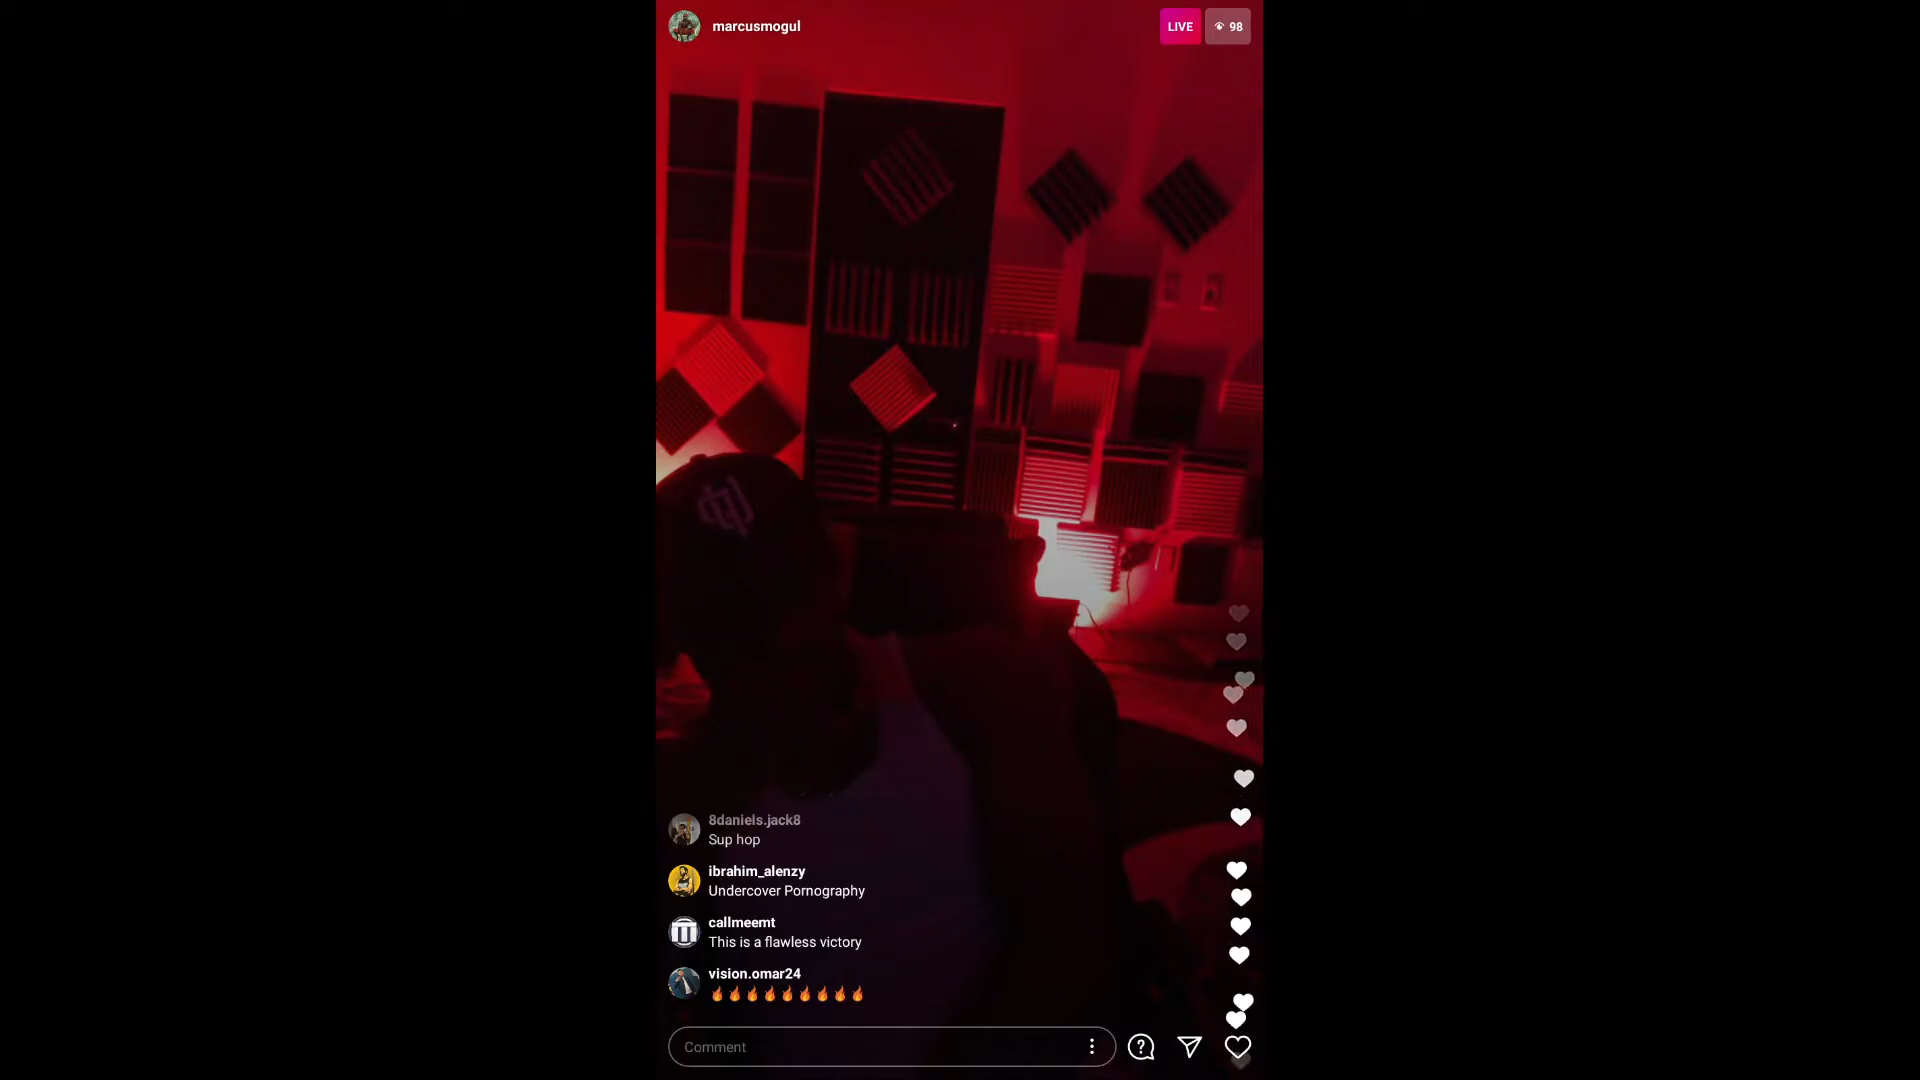 marcusmogul
LIVE
98
8daniels.jack8
Sup hop
ibrahim_alenzy
Undercover Pornography
callmeemt
This is a flawless victory
vision.omar24
🔥🔥🔥🔥🔥🔥🔥🔥🔥
Comment